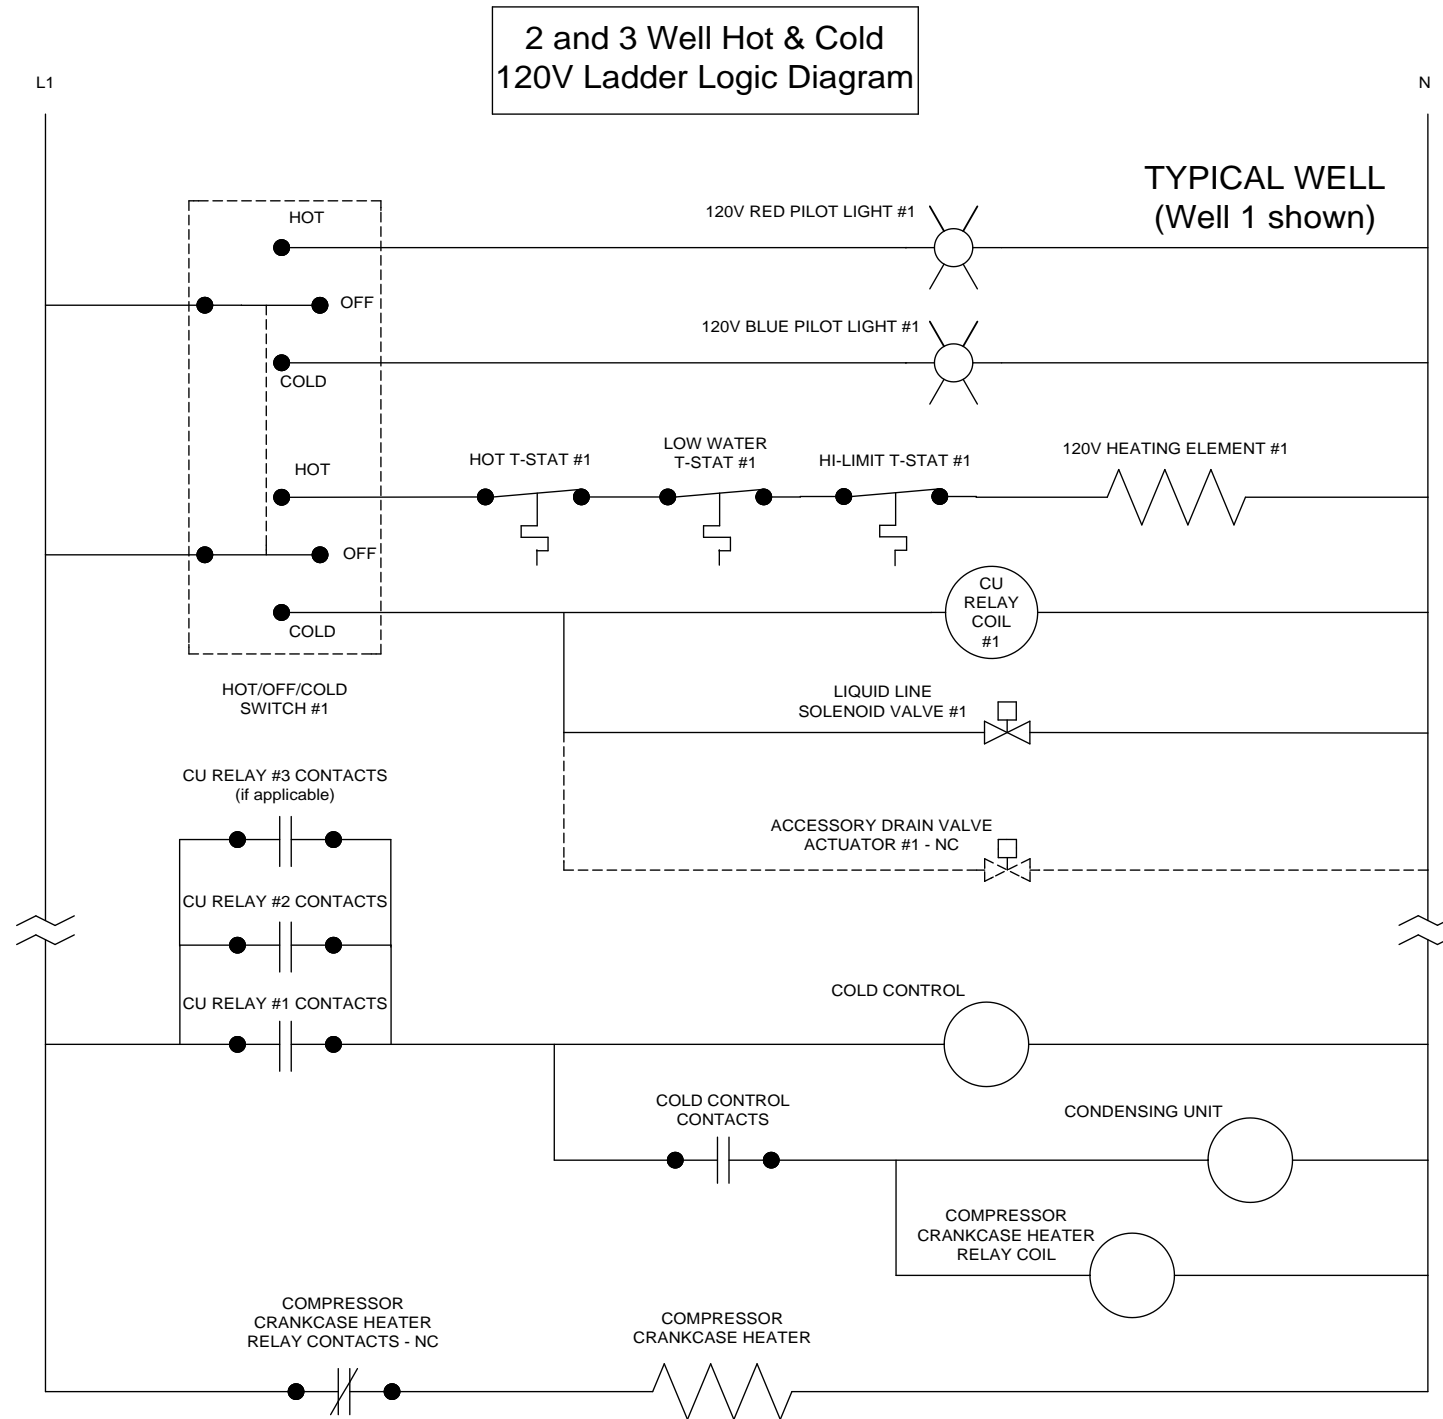 2 and 3 Well Hot & Cold
120V Ladder Logic Diagram
L1
N
TYPICAL WELL
(Well 1 shown)
HOT
120V RED PILOT LIGHT #1
OFF
120V BLUE PILOT LIGHT #1
COLD
HOT
HOT T-STAT #1
LOW WATER
T-STAT #1
HI-LIMIT T-STAT #1
120V HEATING ELEMENT #1
OFF
COLD
CU
RELAY
COIL
#1
HOT/OFF/COLD
SWITCH #1
LIQUID LINE
SOLENOID VALVE #1
CU RELAY #3 CONTACTS
(if applicable)
ACCESSORY DRAIN VALVE
ACTUATOR #1 - NC
CU RELAY #2 CONTACTS
CU RELAY #1 CONTACTS
COLD CONTROL
COLD CONTROL
CONTACTS
CONDENSING UNIT
COMPRESSOR
CRANKCASE HEATER
RELAY COIL
COMPRESSOR
CRANKCASE HEATER
RELAY CONTACTS - NC
COMPRESSOR
CRANKCASE HEATER